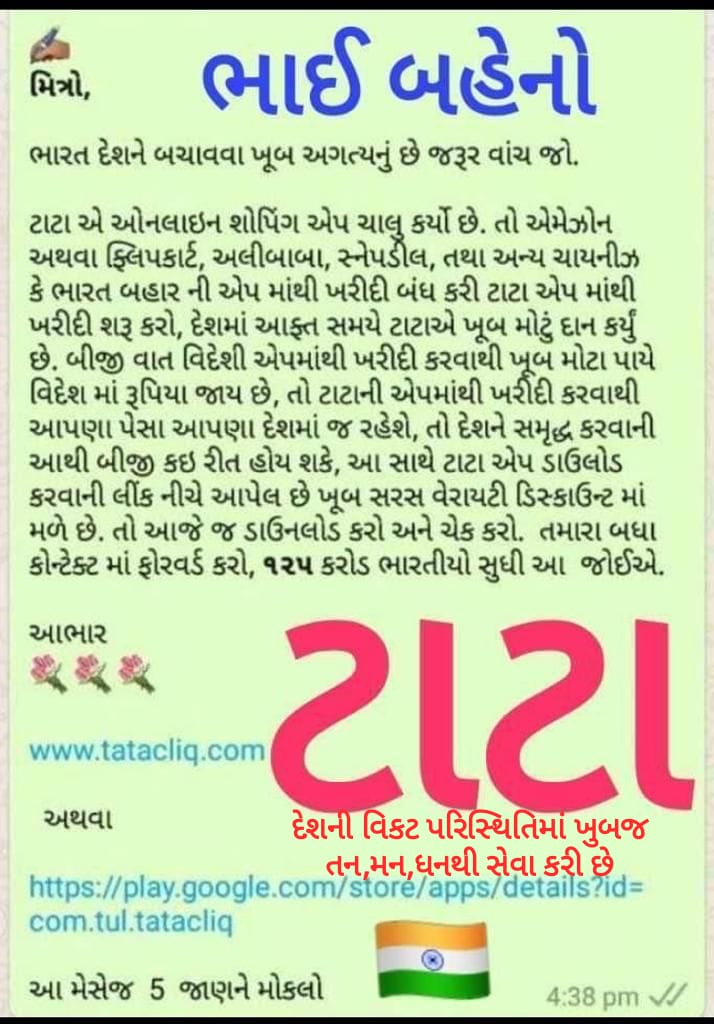 મિત્રો,
ભાઈ બહેનો
ભારત દેશને બચાવવા ખૂબ અગત્યનું છે જરૂર વાંચ જો.
ટાટા એ ઓનલાઇન શોપિંગ એપ ચાલુ કર્યો છે. તો એમેઝોન
અથવા ફ્લિપકાર્ટ, અલીબાબા, સ્નેપડીલ, તથા અન્ય ચાયનીઝ
કે ભારત બહાર ની એપ માંથી ખરીદી બંધ કરી ટાટા એપ માંથી
ખરીદી શરૂ કરો, દેશમાં આફ્ત સમયે ટાટાએ ખૂબ મોટું દાન કર્યું
છે. બીજી વાત વિદેશી એપમાંથી ખરીદી કરવાથી ખૂબ મોટા પાયે
વિદેશ માં રૂપિયા જાય છે, તો ટાટાની એપમાંથી ખરીદી કરવાથી
આપણા પેસા આપણા દેશમાં જ રહેશે, તો દેશને સમૃદ્ધ કરવાની
આથી બીજી કઇ રીત હોય શકે, આ સાથે ટાટા એપ ડાઉલોડ
કરવાની લીંક નીચે આપેલ છે ખૂબ સરસ વેરાયટી ડિસ્કાઉન્ટ માં
મળે છે. તો આજે જ ડાઉનલોડ કરો અને ચેક કરો. તમારા બધા
કોન્ટેક્ટ માં ફોરવર્ડ કરો, ૧૨૫ કરોડ ભારતીયો સુધી આ જોઈએ.
આભાર
ટાટા
www.tatacliq.com
અથવા
દેશની વિકટ પરિસ્થિતિમાં ખુબજ
તન,મન,ધનથી સેવા કરી છે
https://play.google.com/store/apps/details?id=
com.tul.tatacliq
આ મેસેજ 5 જાણને મોકલો
4:38 pm